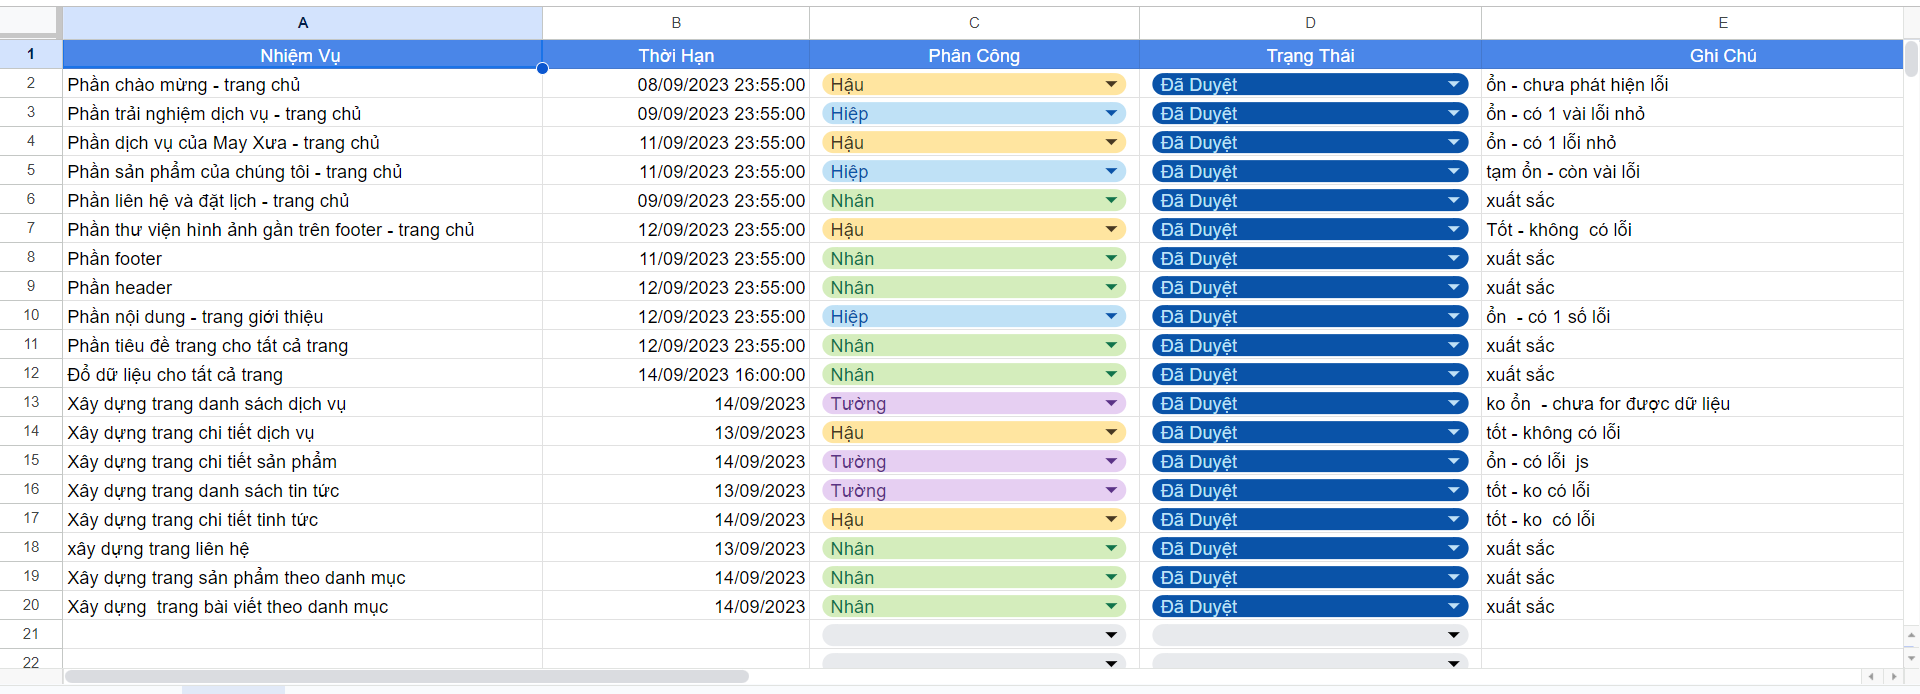 A B C D E
1 Nhiệm Vụ Thời Hạn Phân Công Trạng Thái Ghi Chú
2 Phần chào mừng - trang chủ 08/09/2023 23:55:00 Hậu Đã Duyệt ổn - chưa phát hiện lỗi
3 Phần trải nghiệm dịch vụ - trang chủ 09/09/2023 23:55:00 Hiệp Đã Duyệt ổn - có 1 vài lỗi nhỏ
4 Phần dịch vụ của May Xưa - trang chủ 11/09/2023 23:55:00 Hậu Đã Duyệt ổn - có 1 lỗi nhỏ
5 Phần sản phẩm của chúng tôi - trang chủ 11/09/2023 23:55:00 Hiệp Đã Duyệt tạm ổn - còn vài lỗi
6 Phần liên hệ và đặt lịch - trang chủ 09/09/2023 23:55:00 Nhân Đã Duyệt xuất sắc
7 Phần thư viện hình ảnh gần trên footer - trang chủ 12/09/2023 23:55:00 Hậu Đã Duyệt Tốt - không  có lỗi
8 Phần footer 11/09/2023 23:55:00 Nhân Đã Duyệt xuất sắc
9 Phần header 12/09/2023 23:55:00 Nhân Đã Duyệt xuất sắc
10 Phần nội dung - trang giới thiệu 12/09/2023 23:55:00 Hiệp Đã Duyệt ổn  - có 1 số lỗi
11 Phần tiêu đề trang cho tất cả trang 12/09/2023 23:55:00 Nhân Đã Duyệt xuất sắc
12 Đổ dữ liệu cho tất cả trang 14/09/2023 16:00:00 Nhân Đã Duyệt xuất sắc
13 Xây dựng trang danh sách dịch vụ 14/09/2023 Tường Đã Duyệt ko ổn  - chưa for được dữ liệu
14 Xây dựng trang chi tiết dịch vụ 13/09/2023 Hậu Đã Duyệt tốt - không có lỗi
15 Xây dựng trang chi tiết sản phẩm 14/09/2023 Tường Đã Duyệt ổn - có lỗi  js
16 Xây dựng trang danh sách tin tức 13/09/2023 Tường Đã Duyệt tốt - ko có lỗi
17 Xây dựng trang chi tiết tinh tức 14/09/2023 Hậu Đã Duyệt tốt - ko  có lỗi
18 xây dựng trang liên hệ 13/09/2023 Nhân Đã Duyệt xuất sắc
19 Xây dựng trang sản phẩm theo danh mục 14/09/2023 Nhân Đã Duyệt xuất sắc
20 Xây dựng  trang bài viết theo danh mục 14/09/2023 Nhân Đã Duyệt xuất sắc
21
22